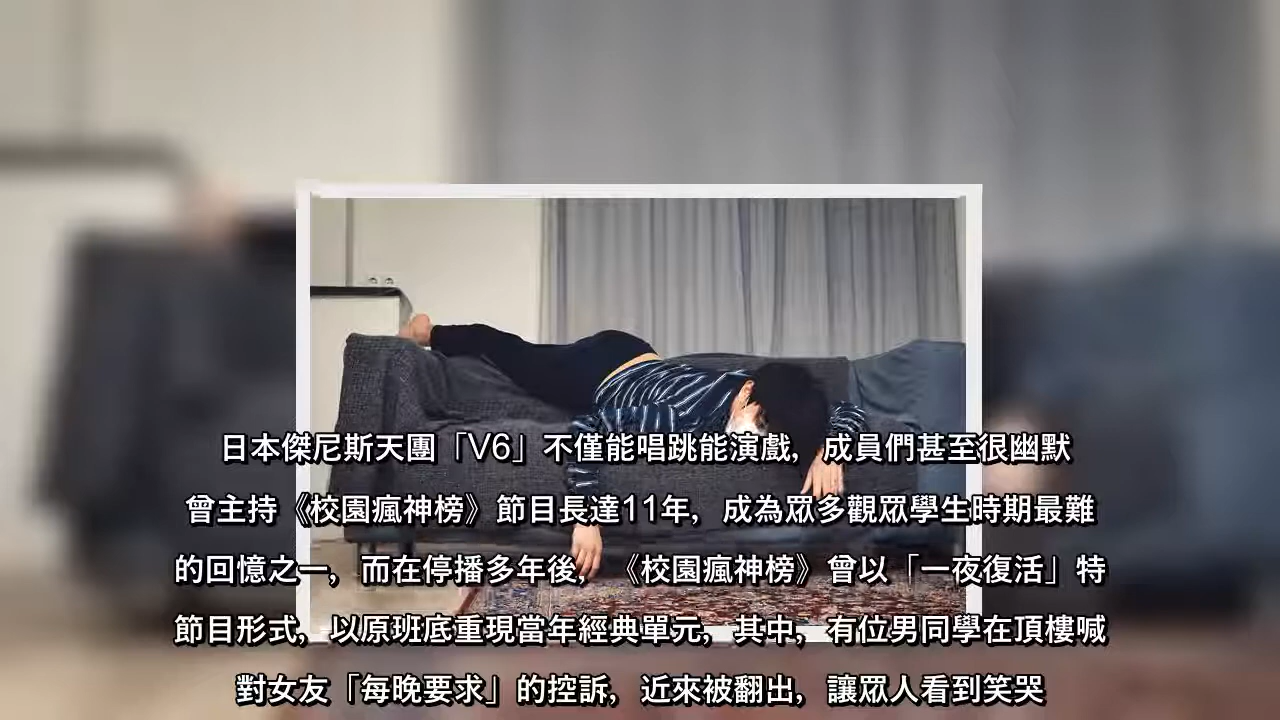 日本傑尼斯天團「V6」不僅能唱跳能演戲，成員們甚至很幽默
曾主持《校園瘋神榜》節目長達11年，成為眾多觀眾學生時期最難
的回憶之一，而在停播多年後，《校園瘋神榜》曾以「一夜復活」特
節目形式，以原班底重現當年經典單元，其中，有位男同學在頂樓喊
對女友「每晚要求」的控訴，近來被翻出，讓眾人看到笑哭